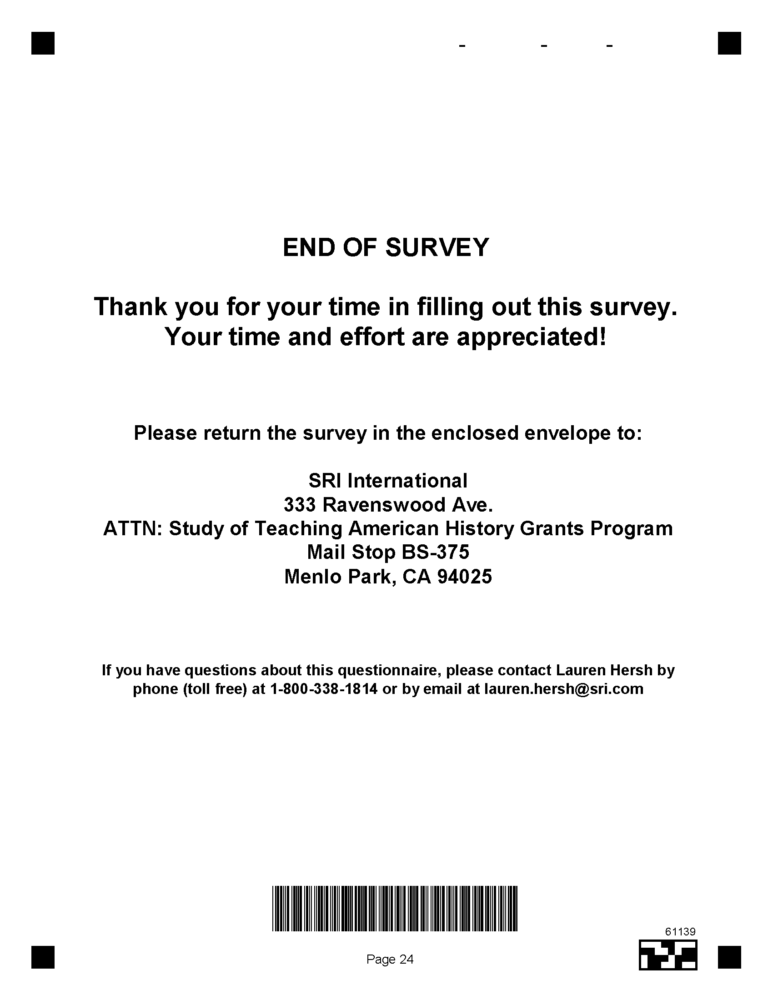 - - -
END OF SURVEY
Thank you for your time in filling out this survey.
Your time and effort are appreciated!
Please return the survey in the enclosed envelope to:
SRI International
333 Ravenswood Ave.
ATTN: Study of Teaching American History Grants Program
Mail Stop BS-375
Menlo Park, CA 94025
If you have questions about this questionnaire, please contact Lauren Hersh by
phone (toll free) at 1-800-338-1814 or by email at lauren.hersh@sri.com
61139
Page 24